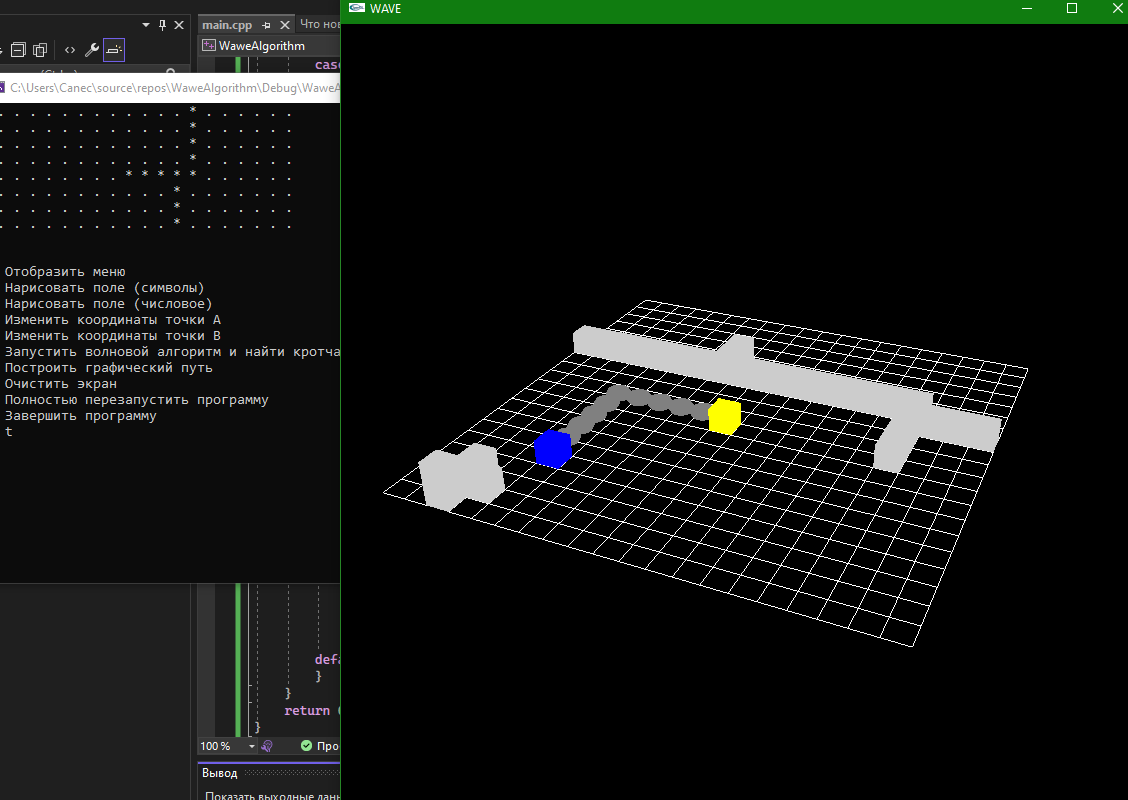 WAVE
main.cpp
Что нов
WaweAlgorithm
cas
C:\Users\Canec\source\repos\WaweAlgorithm\Debug\WaweA
. . . . . . . . . . . . * . . . . . .
. . . . . . . . . . . . * . . . . . .
. . . . . . . . . . . . * . . . . . .
. . . . . . . . . . . . * . . . . . .
. . . . . . . . * * * * * . . . . . .
. . . . . . . . . . . * . . . . . . .
. . . . . . . . . . . * . . . . . . .
. . . . . . . . . . . * . . . . . . .
Отобразить меню
Нарисовать поле (символы)
Нарисовать поле (числовое)
Изменить координаты точки A
Изменить координаты точки B
Запустить волновой алгоритм и найти кротча
Построить графический путь
Очистить экран
Полностью перезапустить программу
Завершить программу
t
defa
}
}
return
}
100 %
Про
Вывод
Показать выходные данн